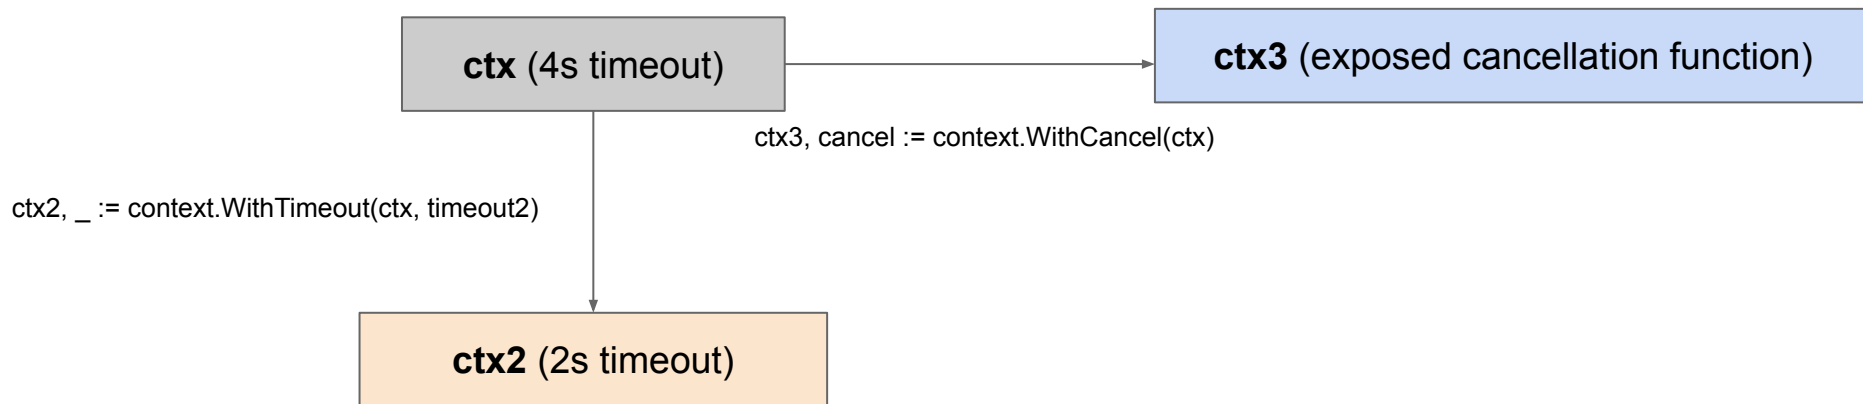 ctx (4s timeout)
ctx3 (exposed cancellation function)
ctx3, cancel := context.WithCancel(ctx)
ctx2, _ := context.WithTimeout(ctx, timeout2)
ctx2 (2s timeout)